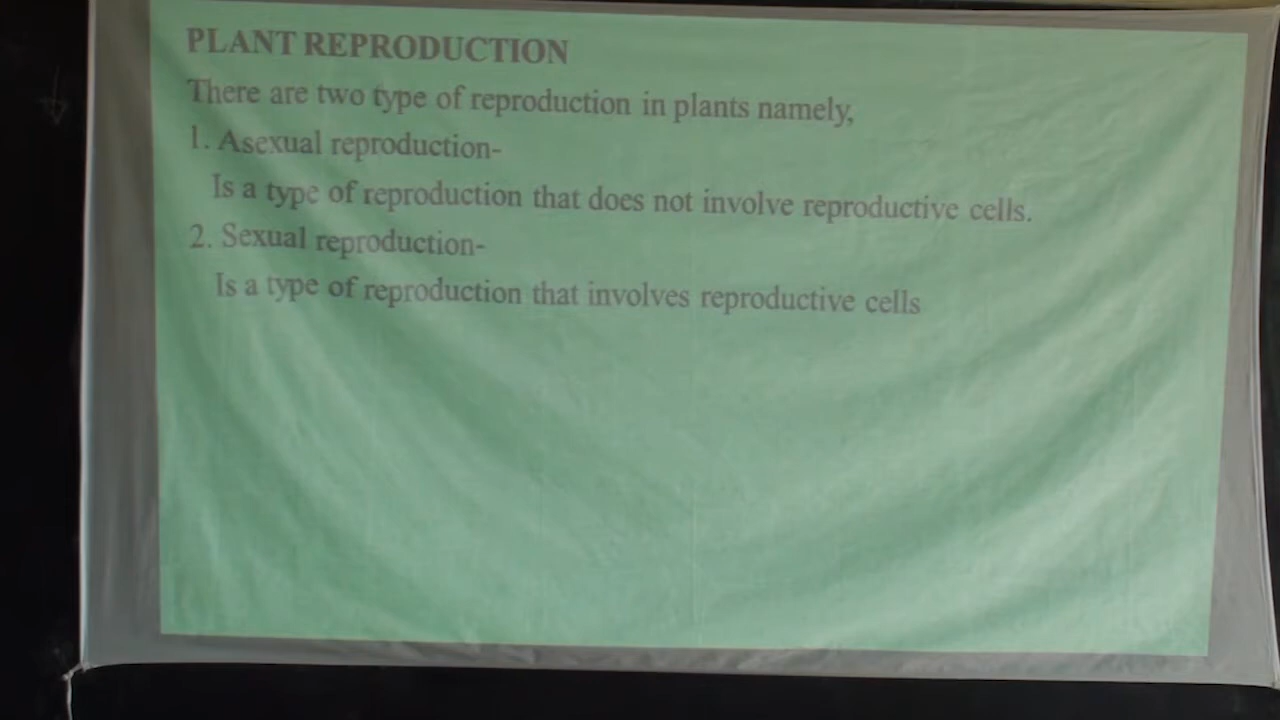 PLANT REPRODUCTION
There are two type of reproduction in plants namely,
1. Asexual reproduction-
Is a type of reproduction that does not involve reproductive cells.
2. Sexual reproduction-
Is a type of reproduction that involves reproductive cells